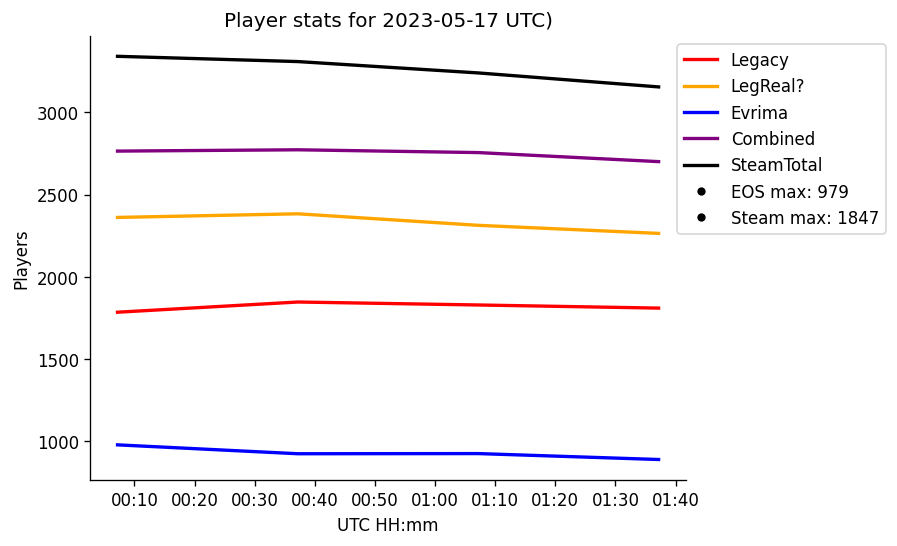 Player stats for 2023-05-17 UTC)
Legacy
LegReal?
Evrima
Combined
SteamTotal
EOS max: 979
Steam max: 1847
Players
3000
2500
2000
1500
1000
00:10 00:20 00:30 00:40 00:50 01:00 01:10 01:20 01:30 01:40
UTC HH:mm